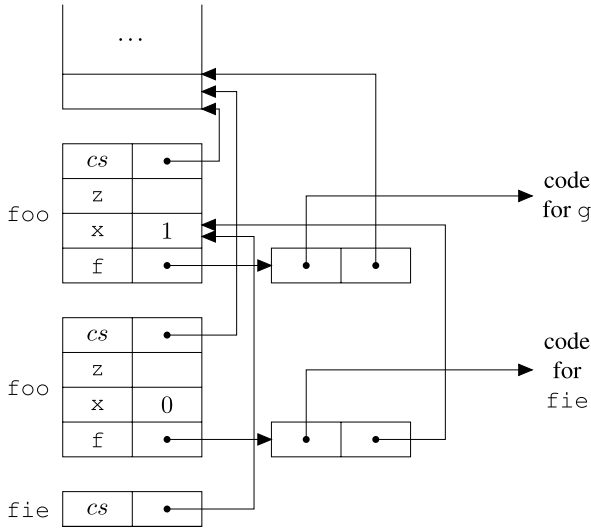 ...
cs
z
foo
x 1
f
code
for g
cs
z
foo
x 0
f
code
for
fie
fie cs